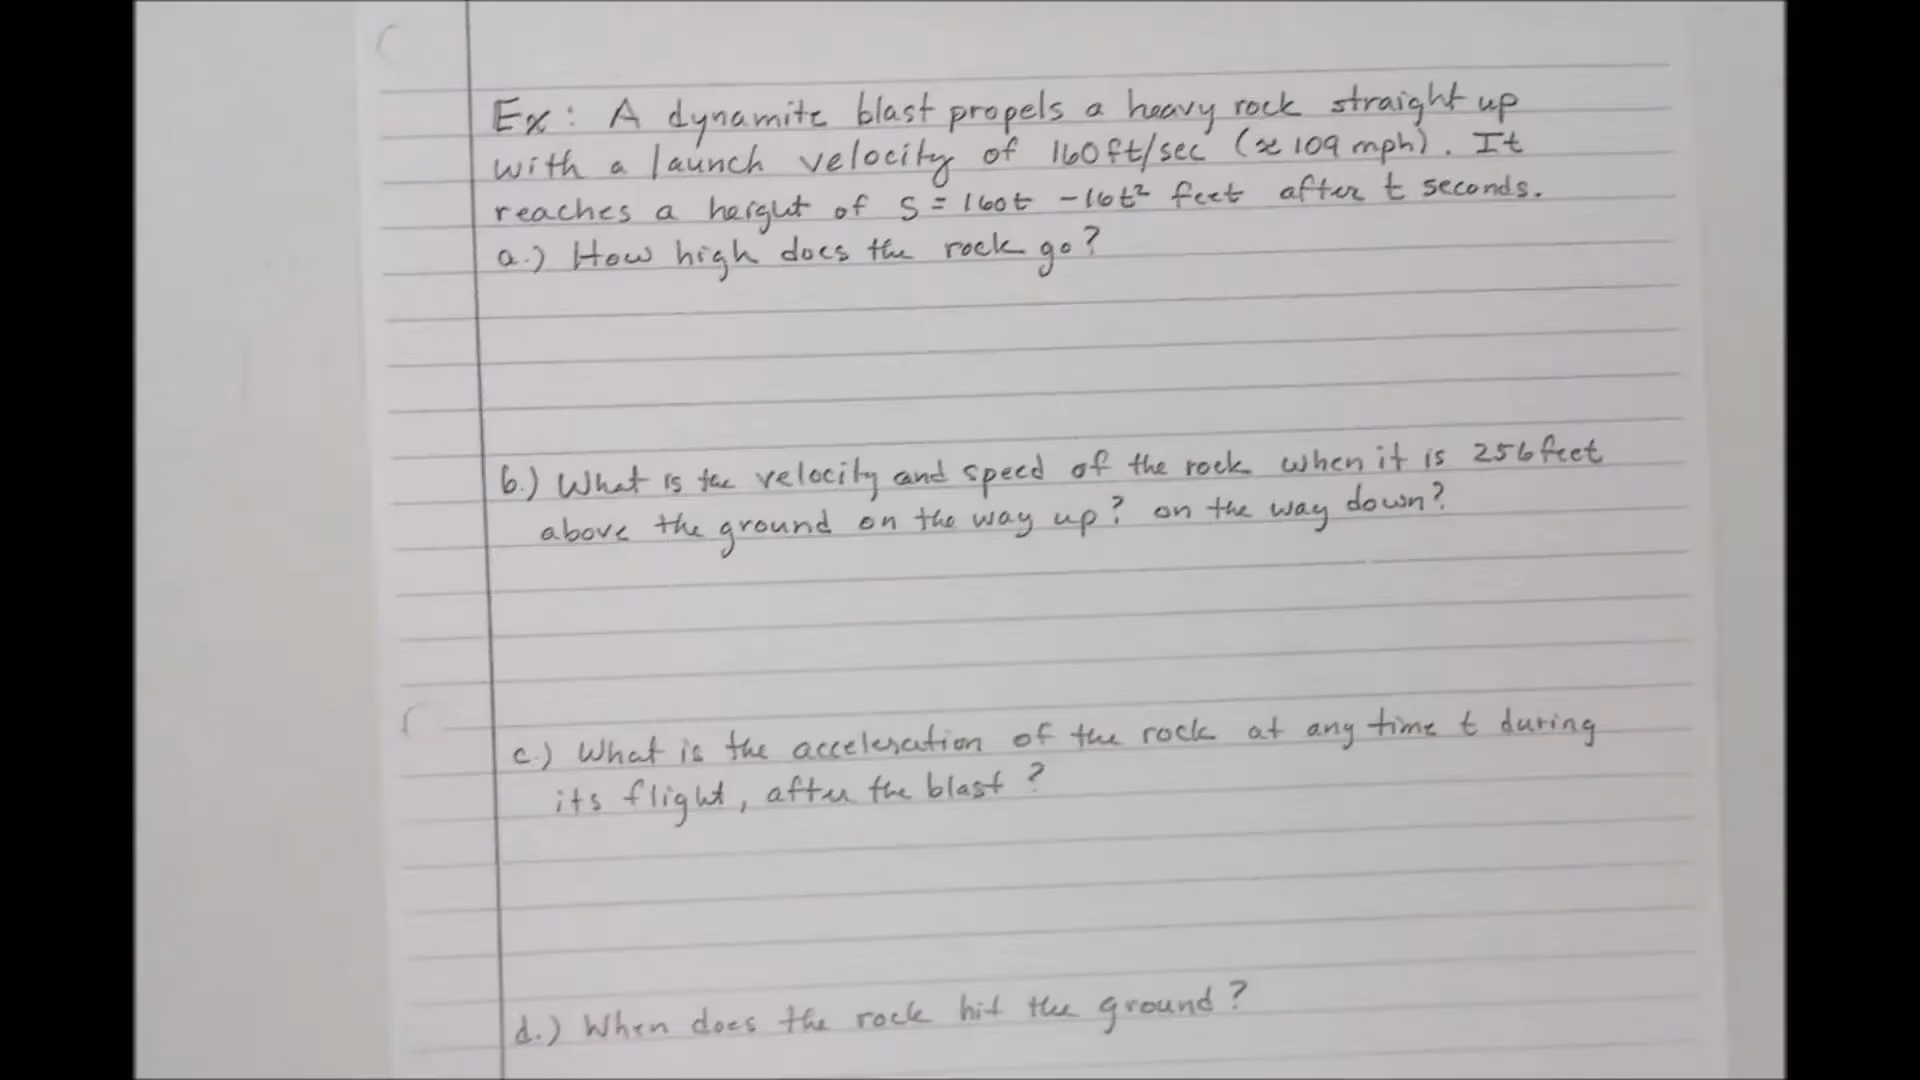 Ex: A dynamite blast propels a heavy rock straight up
with a launch velocity of 160ft/sec (≈109 mph). It
reaches a height of S = 160t - 16t² feet after t seconds.
a.) How high does the rock go?
b.) What is the velocity and speed of the rock when it is 256 feet
above the ground on the way up? on the way down?
c.) What is the acceleration of the rock at any time t during
its flight, after the blast?
d.) When does the rock hit the ground?